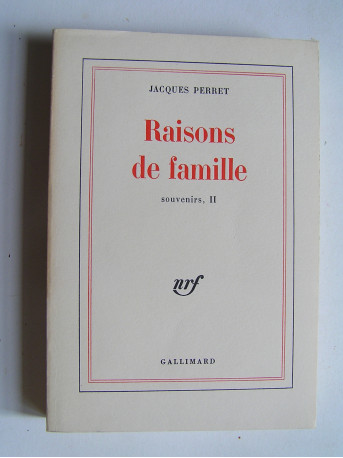 JACQUES PERRET
Raisons
de famille
souvenirs, II
nrf
GALLIMARD